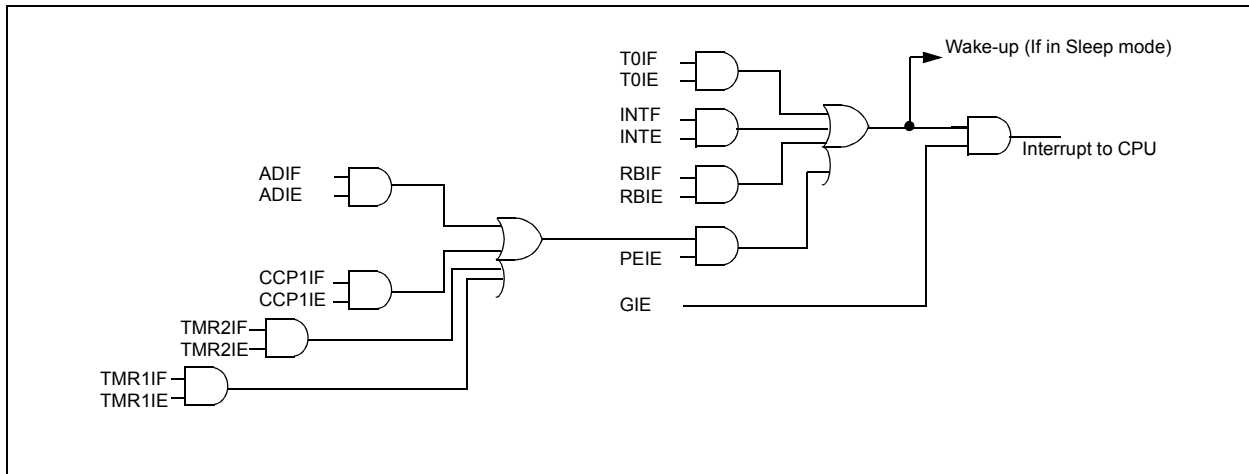 Wake-up (If in Sleep mode)
T0IF
T0IE
INTF
INTE
Interrupt to CPU
RBIF
RBIE
ADIF
ADIE
PEIE
CCP1IF
CCP1IE
GIE
TMR2IF
TMR2IE
TMR1IF
TMR1IE